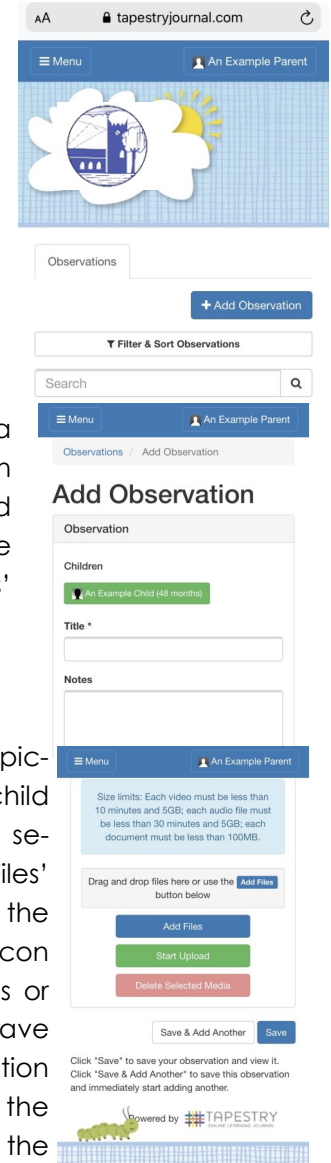 AA tapestryjournal.com
Menu An Example Parent
Observations
+ Add Observation
Filter & Sort Observations
Search
Menu An Example Parent
Observations / Add Observation
Add Observation
Observation
Children
An Example Child (48 months)
Title *
Notes
a
n
d
e
s'
pic-
child
se-
iles'
the
con
s or
ave
tion
the
the
Menu An Example Parent
Size limits: Each video must be less than
10 minutes and 5GB; each audio file must
be less than 30 minutes and 5GB; each
document must be less than 100MB.
Drag and drop files here or use the Add Files
button below
Add Files
Start Upload
Delete Selected Media
Save & Add Another Save
Click "Save" to save your observation and view it.
Click "Save & Add Another" to save this observation
and immediately start adding another.
Powered by TAPESTRY
ONLINE LEARNING JOURNAL